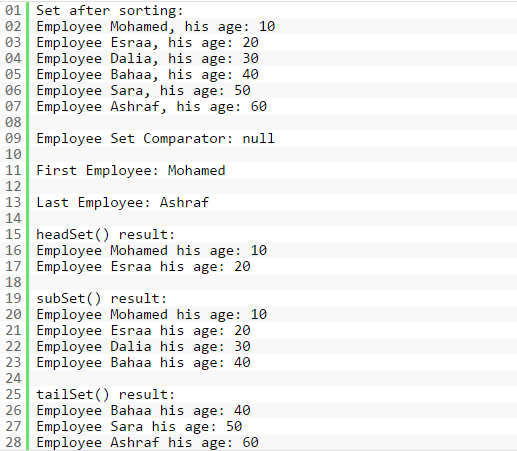 01 Set after sorting:
02 Employee Mohamed, his age: 10
03 Employee Esraa, his age: 20
04 Employee Dalia, his age: 30
05 Employee Bahaa, his age: 40
06 Employee Sara, his age: 50
07 Employee Ashraf, his age: 60
08
09 Employee Set Comparator: null
10
11 First Employee: Mohamed
12
13 Last Employee: Ashraf
14
15 headSet() result:
16 Employee Mohamed his age: 10
17 Employee Esraa his age: 20
18
19 subSet() result:
20 Employee Mohamed his age: 10
21 Employee Esraa his age: 20
22 Employee Dalia his age: 30
23 Employee Bahaa his age: 40
24
25 tailSet() result:
26 Employee Bahaa his age: 40
27 Employee Sara his age: 50
28 Employee Ashraf his age: 60